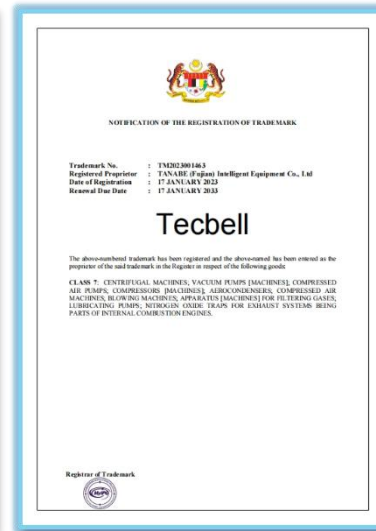 NOTIFICATION OF THE REGISTRATION OF TRADEMARK
Trademark No. : TM2023001463
Registered Proprietor : TANABE (Fujian) Intelligent Equipment Co., Ltd
Date of Registration : 17 JANUARY 2023
Renewal Due Date : 17 JANUARY 2033
Tecbell
The above-numbered trademark has been registered and the above-named has been entered as the
proprietor of the said trademark in the Register in respect of the following goods:
CLASS 7: CENTRIFUGAL MACHINES; VACUUM PUMPS [MACHINES]; COMPRESSED
AIR PUMPS; COMPRESSORS [MACHINES]; AEROCONDENSERS; COMPRESSED AIR
MACHINES; BLOWING MACHINES; APPARATUS [MACHINES] FOR FILTERING GASES;
LUBRICATING PUMPS; NITROGEN OXIDE TRAPS FOR EXHAUST SYSTEMS BEING
PARTS OF INTERNAL COMBUSTION ENGINES.
Registrar of Trademark